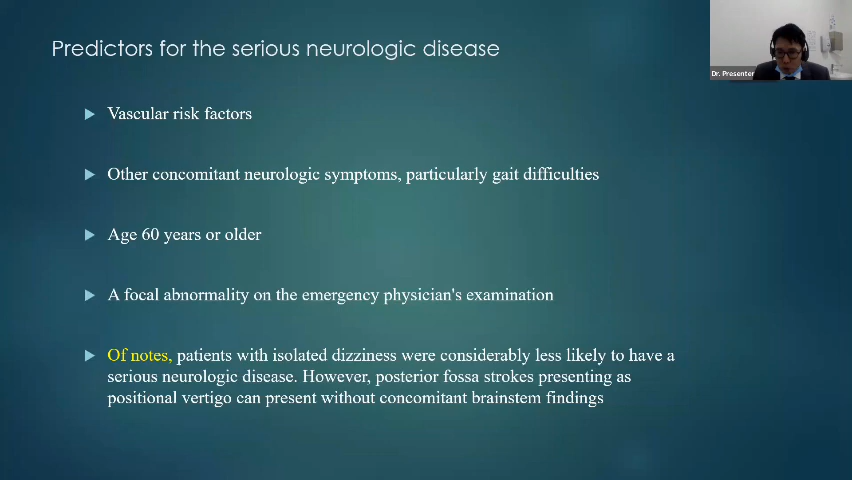 Predictors for the serious neurologic disease
Dr. Presenter
Vascular risk factors
Other concomitant neurologic symptoms, particularly gait difficulties
Age 60 years or older
A focal abnormality on the emergency physician's examination
Of notes, patients with isolated dizziness were considerably less likely to have a
serious neurologic disease. However, posterior fossa strokes presenting as
positional vertigo can present without concomitant brainstem findings